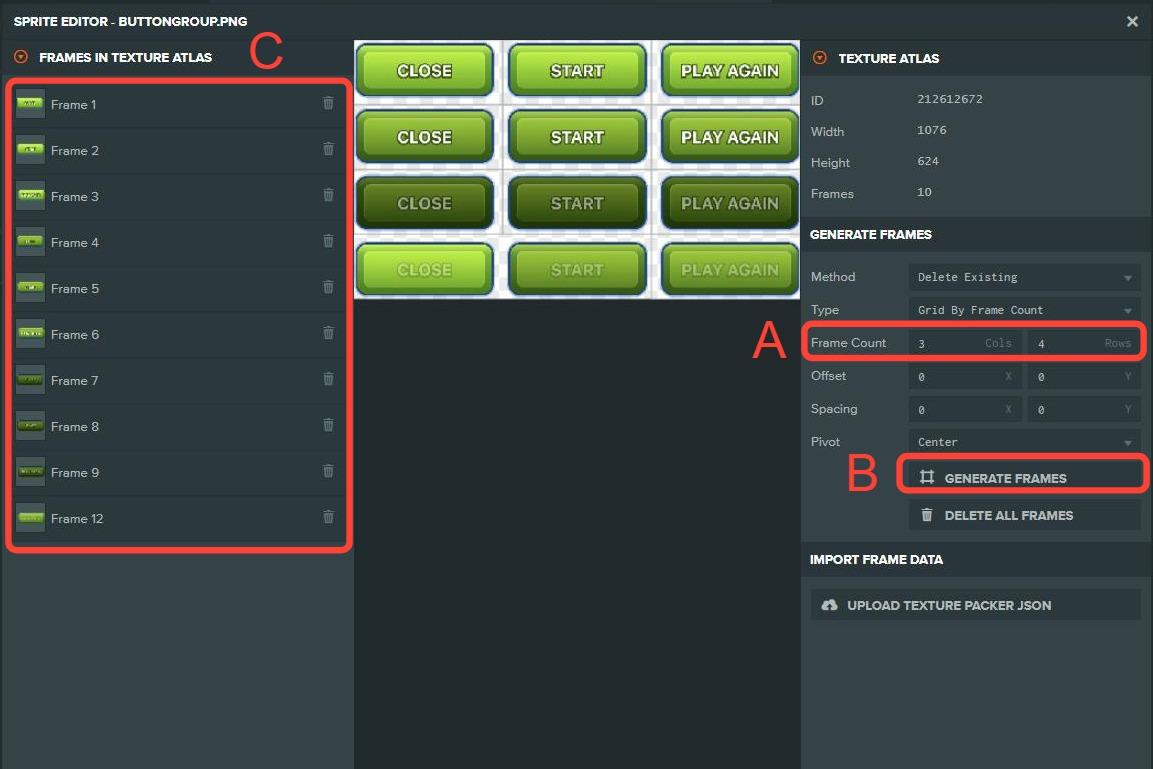 SPRITE EDITOR - BUTTONGROUP.PNG
FRAMES IN TEXTURE ATLAS
C
Frame 1
Frame 2
Frame 3
Frame 4
Frame 5
Frame 6
Frame 7
Frame 8
Frame 9
Frame 12
CLOSE START PLAY AGAIN
CLOSE START PLAY AGAIN
CLOSE START PLAY AGAIN
CLOSE START PLAY AGAIN
TEXTURE ATLAS
ID 212612672
Width 1076
Height 624
Frames 10
GENERATE FRAMES
Method Delete Existing
Type Grid By Frame Count
A
Frame Count 3 Cols 4 Rows
Offset 0 X 0 Y
Spacing 0 X 0 Y
Pivot Center
B
GENERATE FRAMES
DELETE ALL FRAMES
IMPORT FRAME DATA
UPLOAD TEXTURE PACKER JSON